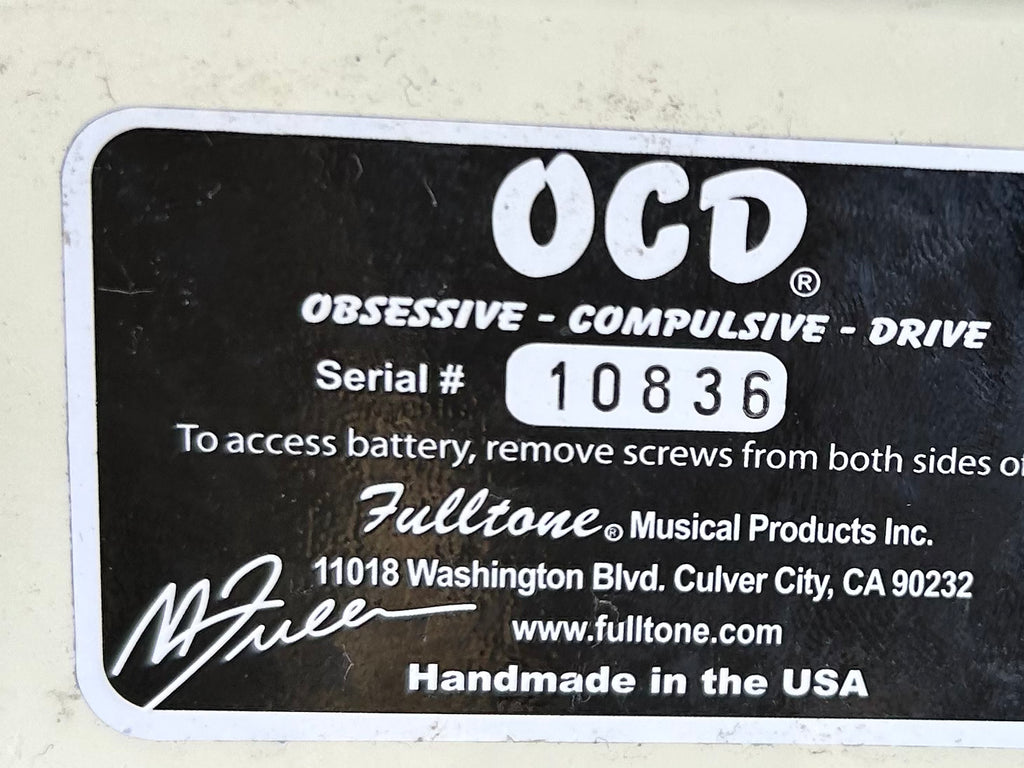 OCD®
OBSESSIVE - COMPULSIVE - DRIVE
Serial # 10836
To access battery, remove screws from both sides of
Fulltone® Musical Products Inc.
11018 Washington Blvd. Culver City, CA 90232
M Fuller
www.fulltone.com
Handmade in the USA